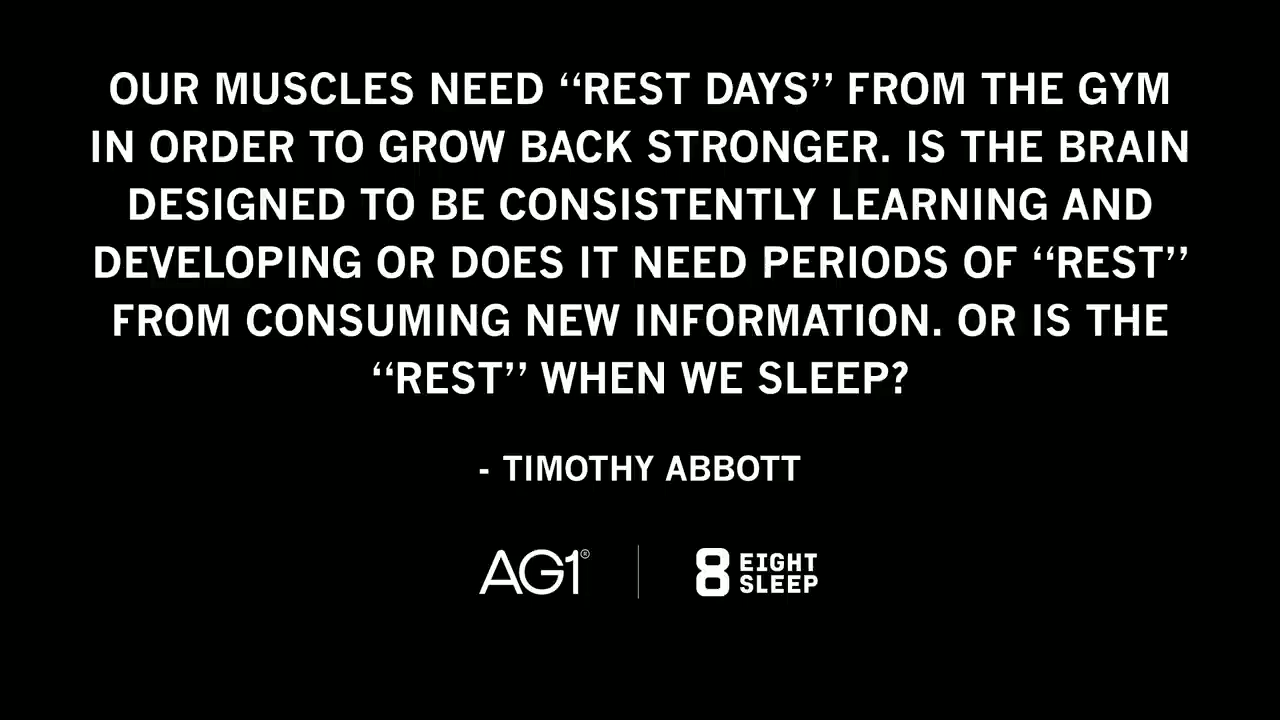 OUR MUSCLES NEED “REST DAYS” FROM THE GYM
IN ORDER TO GROW BACK STRONGER. IS THE BRAIN
DESIGNED TO BE CONSISTENTLY LEARNING AND
DEVELOPING OR DOES IT NEED PERIODS OF “REST”
FROM CONSUMING NEW INFORMATION. OR IS THE
“REST” WHEN WE SLEEP?
- TIMOTHY ABBOTT
AG1®
8 EIGHT
SLEEP